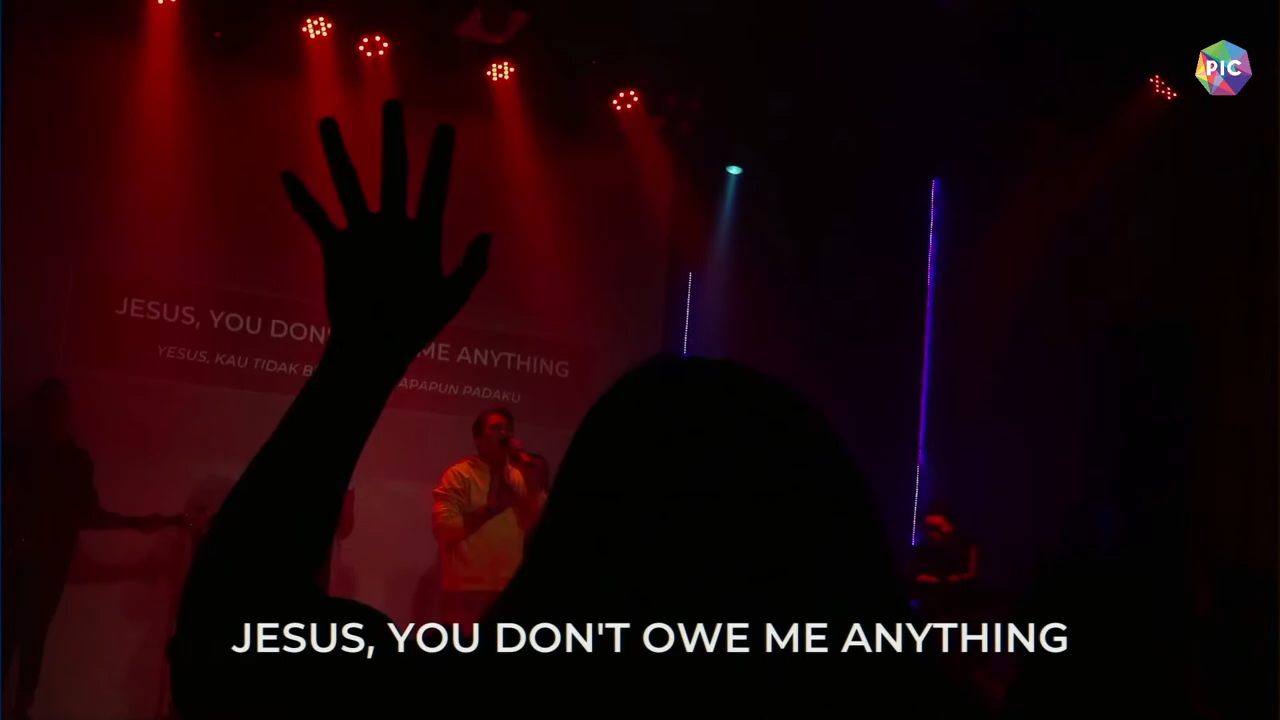 PIC
JESUS, YOU DON' ME ANYTHING
YESUS, KAU TIDAK B APAPUN PADAKU
JESUS, YOU DON'T OWE ME ANYTHING